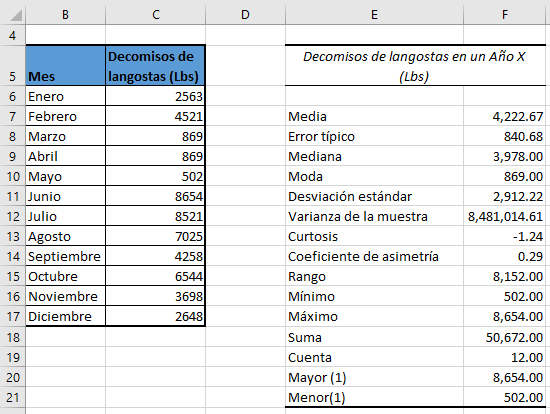 B C D E F
4
5 Mes Decomisos de langostas (Lbs) Decomisos de langostas en un Año X (Lbs)
6 Enero 2563
7 Febrero 4521 Media 4,222.67
8 Marzo 869 Error típico 840.68
9 Abril 869 Mediana 3,978.00
10 Mayo 502 Moda 869.00
11 Junio 8654 Desviación estándar 2,912.22
12 Julio 8521 Varianza de la muestra 8,481,014.61
13 Agosto 7025 Curtosis -1.24
14 Septiembre 4258 Coeficiente de asimetría 0.29
15 Octubre 6544 Rango 8,152.00
16 Noviembre 3698 Mínimo 502.00
17 Diciembre 2648 Máximo 8,654.00
18 Suma 50,672.00
19 Cuenta 12.00
20 Mayor (1) 8,654.00
21 Menor(1) 502.00